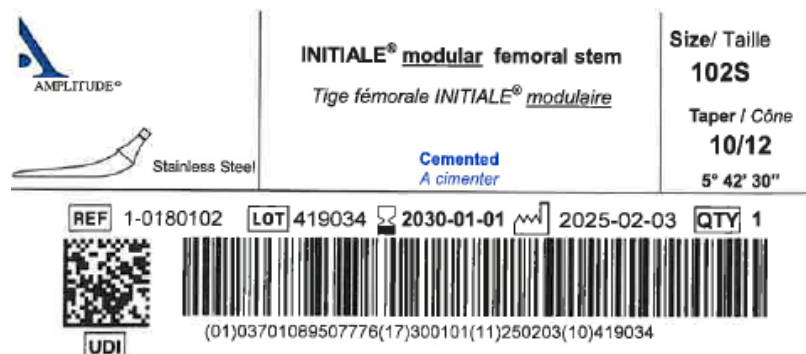 AMPLITUDE®
Stainless Steel
INITIALE® modular femoral stem
Tige fémorale INITIALE® modulaire
Cemented
A cimenter
Size/ Taille
102S
Taper / Cône
10/12
5° 42' 30"
REF 1-0180102 LOT 419034 2030-01-01 2025-02-03 QTY 1
UDI
(01)03701089507776(17)300101(11)250203(10)419034